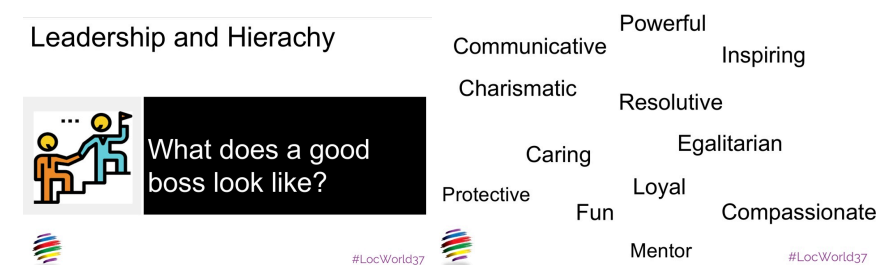 Leadership and Hierachy
...
What does a good
boss look like?
#LocWorld37
Powerful
Communicative
Inspiring
Charismatic
Resolutive
Egalitarian
Caring
Protective
Loyal
Fun
Compassionate
Mentor
#LocWorld37